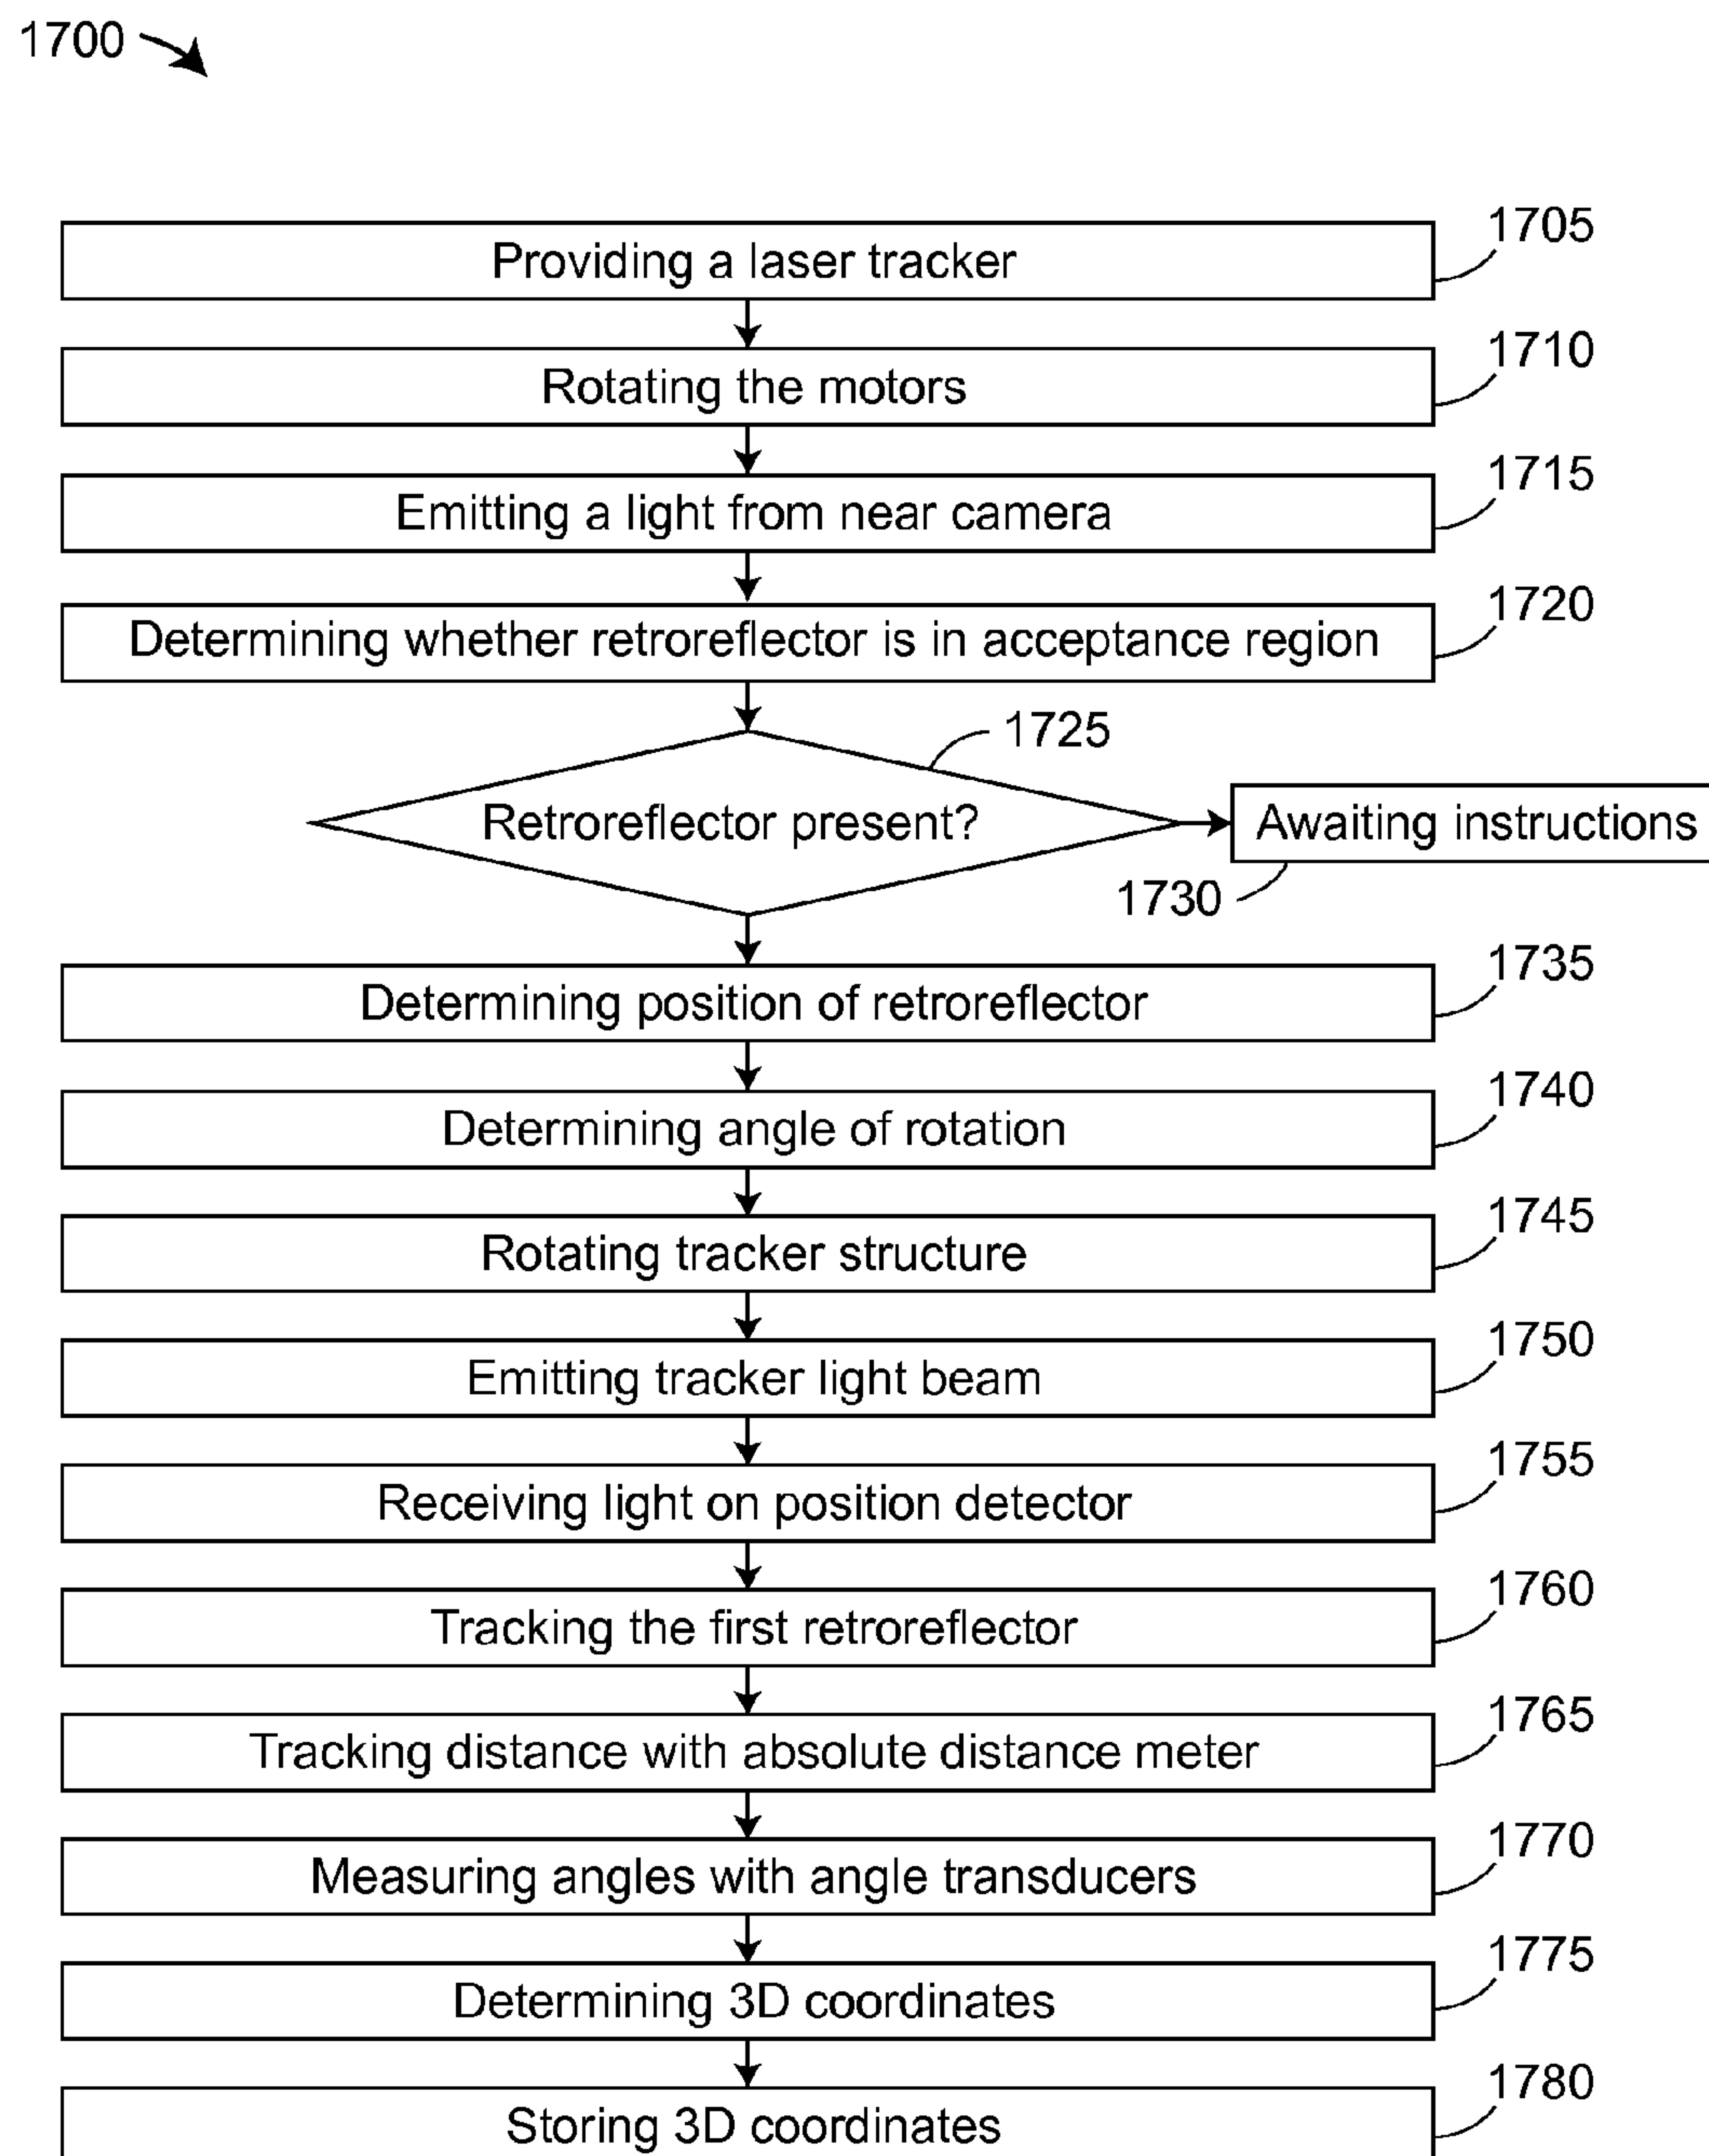 1700
Providing a laser tracker
1705
Rotating the motors
1710
Emitting a light from near camera
1715
Determining whether retroreflector is in acceptance region
1720
1725
Retroreflector present?
Awaiting instructions
1730
Determining position of retroreflector
1735
Determining angle of rotation
1740
Rotating tracker structure
1745
Emitting tracker light beam
1750
Receiving light on position detector
1755
Tracking the first retroreflector
1760
Tracking distance with absolute distance meter
1765
Measuring angles with angle transducers
1770
Determining 3D coordinates
1775
Storing 3D coordinates
1780